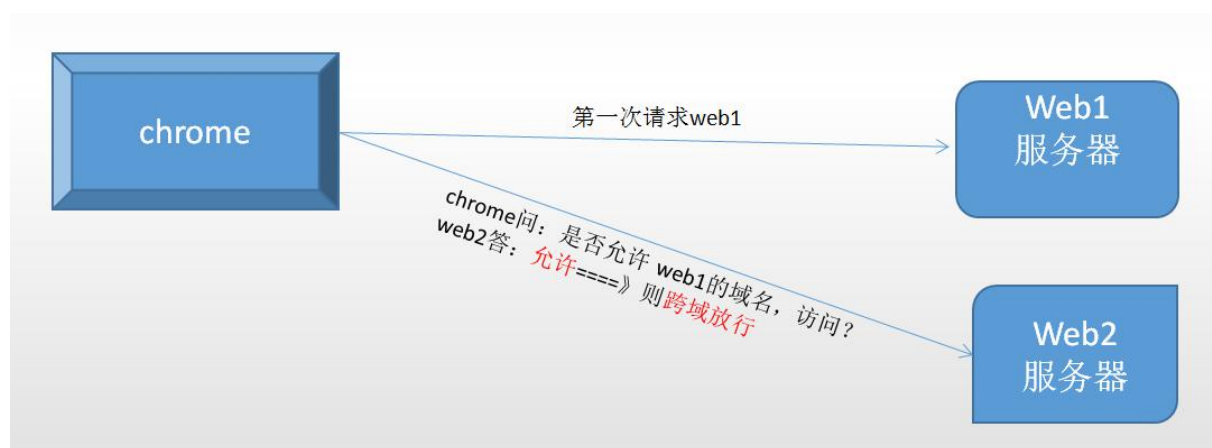 chrome
第一次请求web1
Web1
服务器
chrome问：是否允许 web1的域名，访问？
web2答：允许====》则跨域放行
Web2
服务器